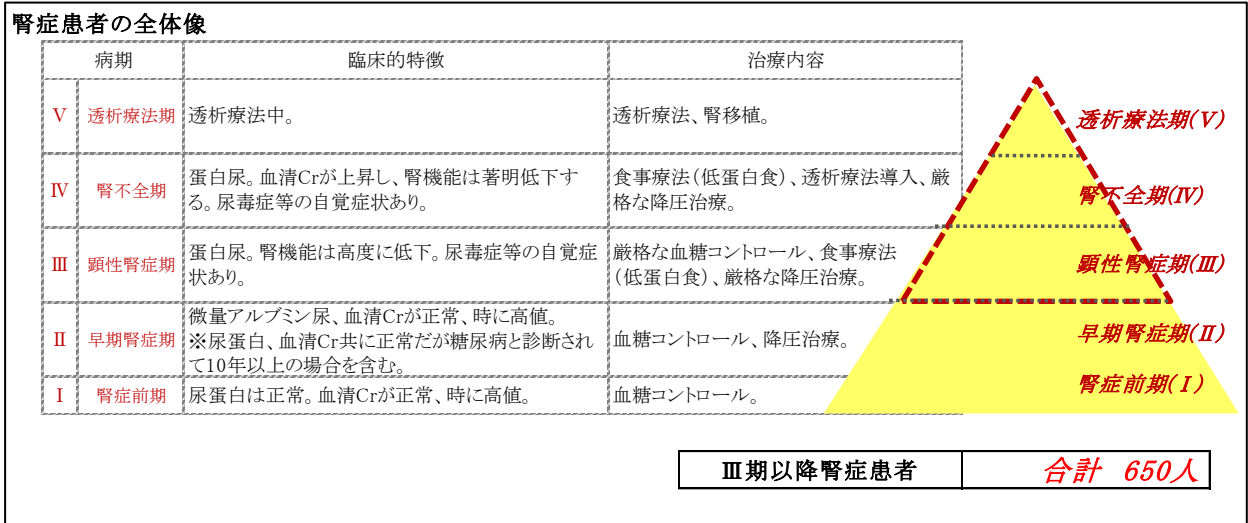 腎症患者の全体像
病期 臨床的特徴 治療内容
Ⅴ 透析療法期 透析療法中。 透析療法、腎移植。
透析療法期(Ⅴ)
Ⅳ 腎不全期 蛋白尿。血清Crが上昇し、腎機能は著明低下す
る。尿毒症等の自覚症状あり。
食事療法(低蛋白食)、透析療法導入、厳
格な降圧治療。
腎不全期(Ⅳ)
Ⅲ 顕性腎症期 蛋白尿。腎機能は高度に低下。尿毒症等の自覚症
状あり。
厳格な血糖コントロール、食事療法
(低蛋白食)、厳格な降圧治療。
顕性腎症期(Ⅲ)
Ⅱ 早期腎症期 微量アルブミン尿、血清Crが正常、時に高値。
※尿蛋白、血清Cr共に正常だが糖尿病と診断され
て10年以上の場合を含む。
血糖コントロール、降圧治療。
早期腎症期(Ⅱ)
Ⅰ 腎症前期 尿蛋白は正常。血清Crが正常、時に高値。 血糖コントロール。
腎症前期(Ⅰ)
Ⅲ期以降腎症患者 合計 650人